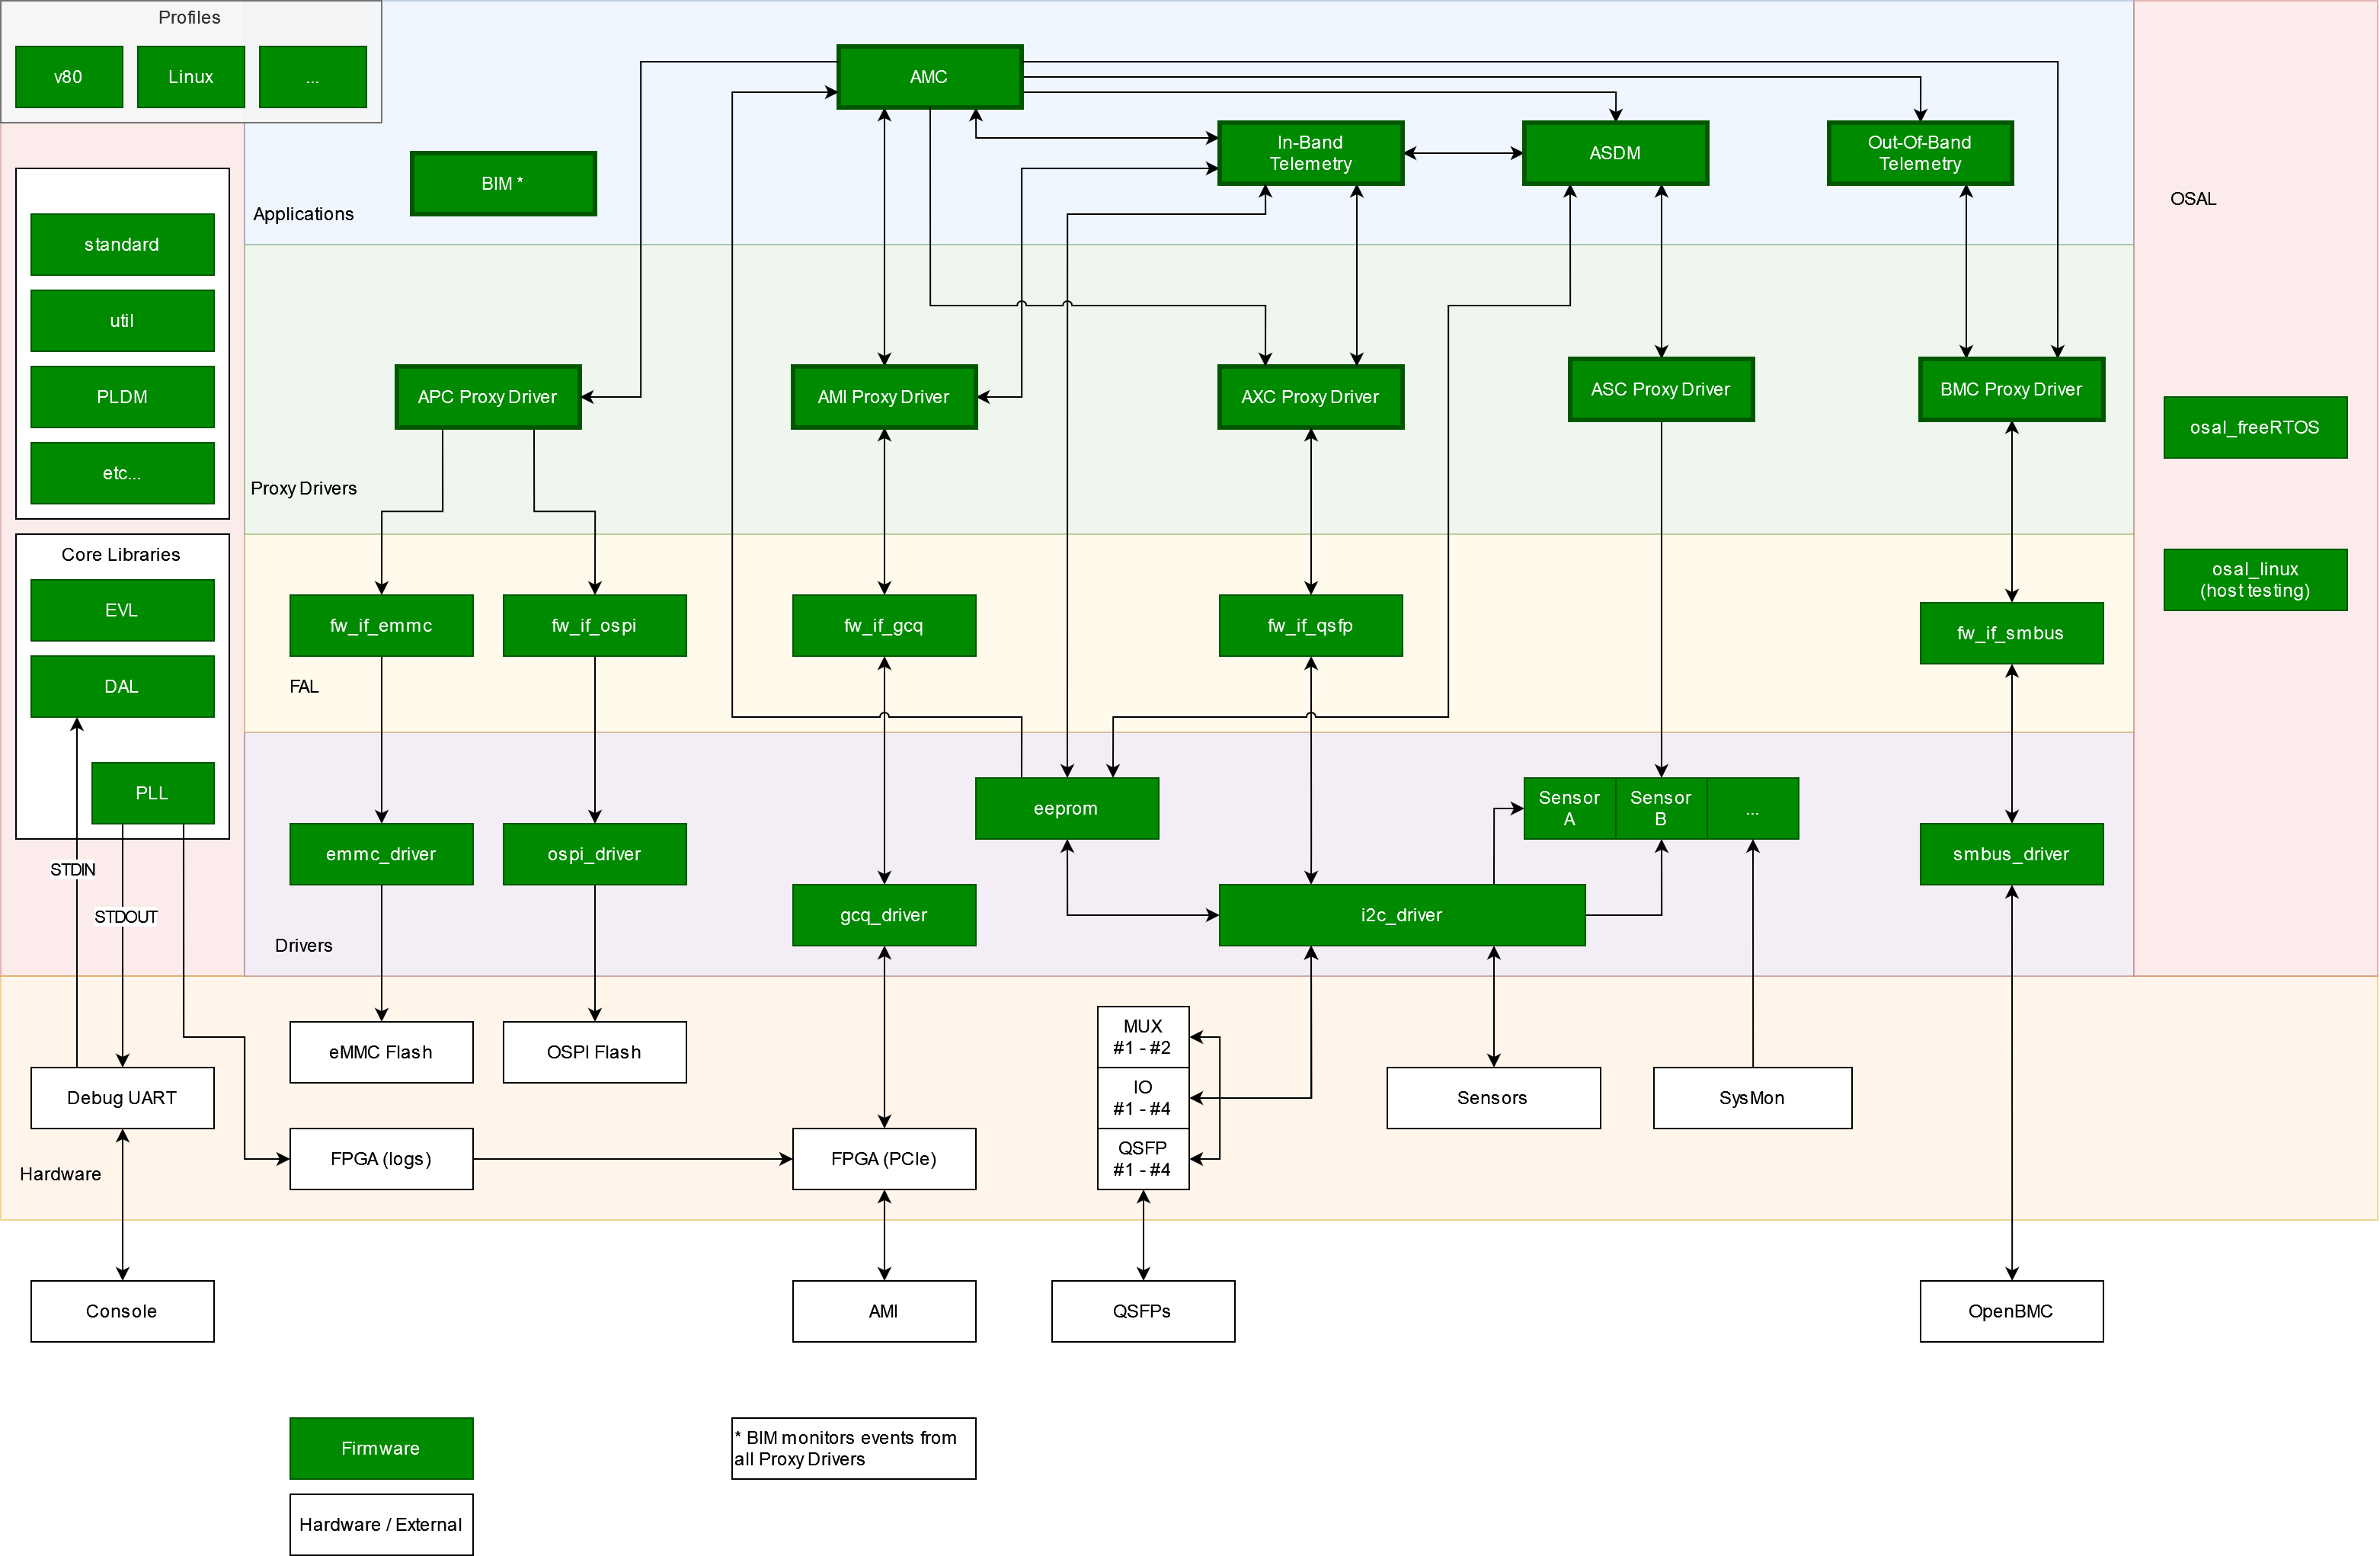 Profiles
v80
Linux
...
AMC
In-Band
Telemetry
ASDM
Out-Of-Band
Telemetry
BIM *
Applications
OSAL
standard
util
PLDM
etc...
APC Proxy Driver
AMI Proxy Driver
AXC Proxy Driver
ASC Proxy Driver
BMC Proxy Driver
osal_freeRTOS
Proxy Drivers
Core Libraries
EVL
DAL
PLL
osal_linux
(host testing)
fw_if_emmc
fw_if_ospi
fw_if_gcq
fw_if_qsfp
fw_if_smbus
FAL
eeprom
Sensor
A
Sensor
B
...
emmc_driver
ospi_driver
smbus_driver
STDIN
STDOUT
gcq_driver
i2c_driver
Drivers
eMMC Flash
OSPI Flash
MUX
#1 - #2
IO
#1 - #4
QSFP
#1 - #4
Debug UART
Sensors
SysMon
FPGA (logs)
FPGA (PCIe)
Hardware
Console
AMI
QSFPs
OpenBMC
Firmware
* BIM monitors events from
all Proxy Drivers
Hardware / External